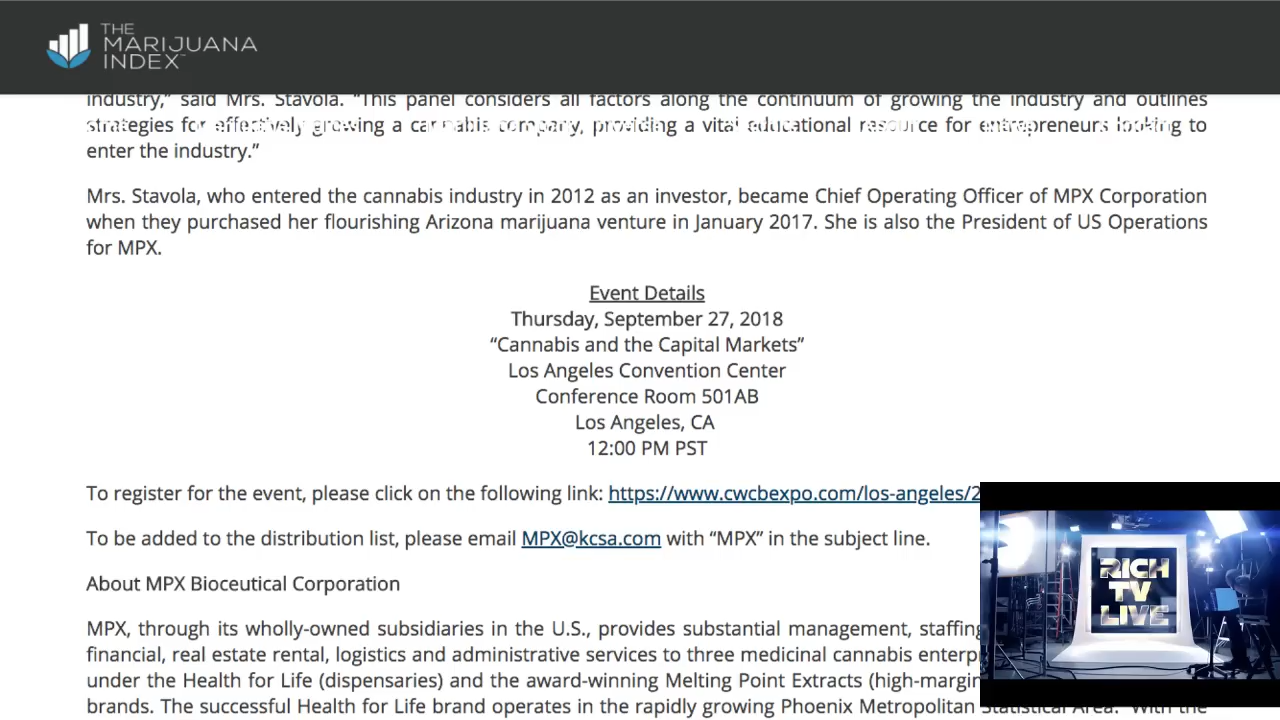 THE
MARIJUANA
INDEX™
industry,” said Mrs. Stavola. “This panel considers all factors along the continuum of growing the industry and outlines
strategies for effectively growing a cannabis company, providing a vital educational resource for entrepreneurs looking to
enter the industry.”
Mrs. Stavola, who entered the cannabis industry in 2012 as an investor, became Chief Operating Officer of MPX Corporation
when they purchased her flourishing Arizona marijuana venture in January 2017. She is also the President of US Operations
for MPX.
Event Details
Thursday, September 27, 2018
“Cannabis and the Capital Markets”
Los Angeles Convention Center
Conference Room 501AB
Los Angeles, CA
12:00 PM PST
To register for the event, please click on the following link: https://www.cwcbexpo.com/los-angeles/2
To be added to the distribution list, please email MPX@kcsa.com with “MPX” in the subject line.
About MPX Bioceutical Corporation
MPX, through its wholly-owned subsidiaries in the U.S., provides substantial management, staffing
financial, real estate rental, logistics and administrative services to three medicinal cannabis enterp
under the Health for Life (dispensaries) and the award-winning Melting Point Extracts (high-margin
brands. The successful Health for Life brand operates in the rapidly growing Phoenix Metropolitan Statistical Area. With the
RICH
TV
LIVE